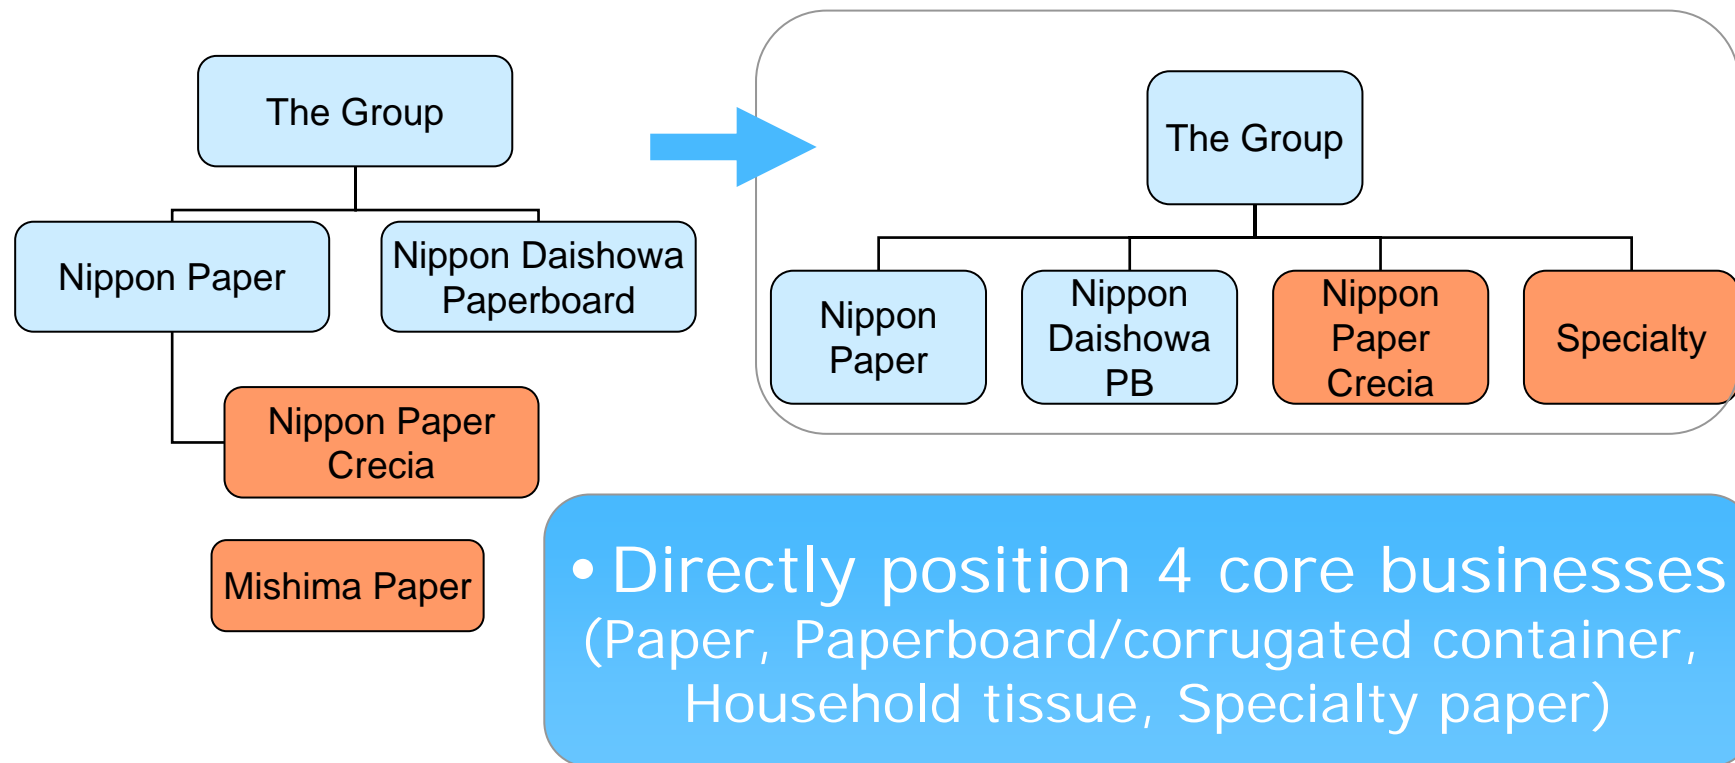 The Group
Nippon Paper
Nippon Daishowa
Paperboard
Nippon Paper
Crecia
Mishima Paper
The Group
Nippon
Paper
Nippon
Daishowa
PB
Nippon
Paper
Crecia
Specialty
• Directly position 4 core businesses
(Paper, Paperboard/corrugated container,
Household tissue, Specialty paper)